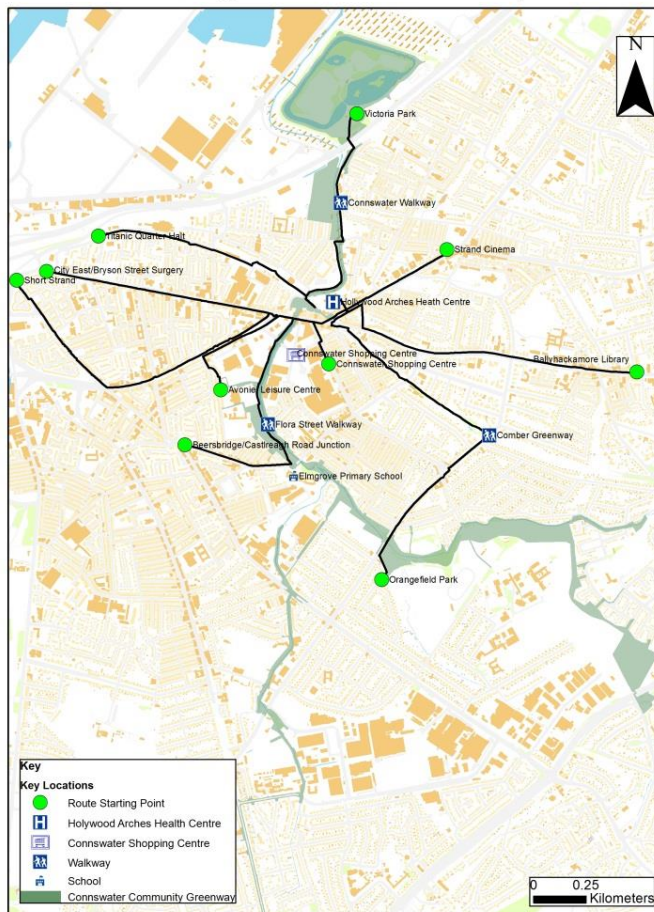 N
Victoria Park
Connswater Walkway
Titanic Quarter Halt
Strand Cinema
City East/Bryson Street Surgery
Short Strand
Hollywood Arches Heath Centre
Connswater Shopping Centre
Connswater Shopping Centre
Ballyhackamore Library
Avoniel Leisure Centre
Flora Street Walkway
Comber Greenway
Beersbridge/Castlreagh Road Junction
Elmgrove Primary School
Orangefield Park
Key
Key Locations
Route Starting Point
Holywood Arches Health Centre
Connswater Shopping Centre
Walkway
School
Connswater Community Greenway
0 0.25
Kilometers